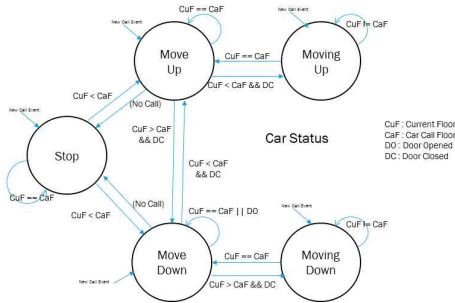 CuF == CaF
New Call Event
Move
Up
New Call Event
CuF != CaF
Moving
Up
CuF == CaF
CuF < CaF && DC
CuF < CaF
(No Call)
New Call Event
Stop
CuF == CaF
CuF > CaF
&& DC
CuF < CaF
&& DC
Car Status
CuF : Current Floor
CaF : Car Call Floor
DO : Door Opened
DC : Door Closed
CuF < CaF
(No Call)
CuF == CaF || DO
Move
Down
New Call Event
New Call Event
CuF != CaF
Moving
Down
CuF == CaF
CuF > CaF && DC